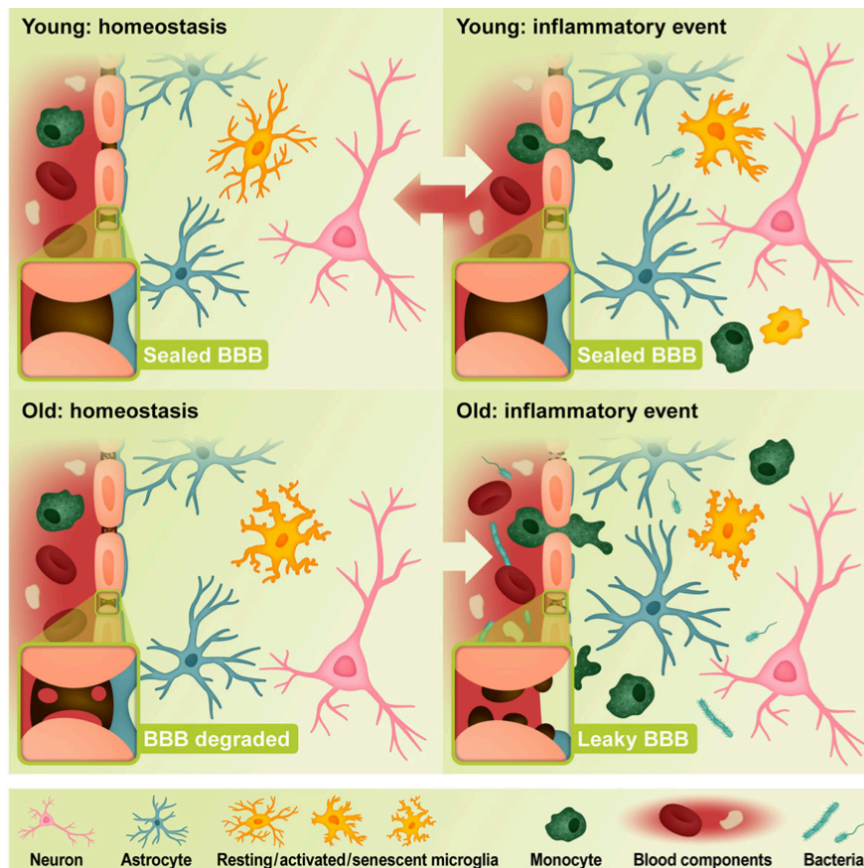 Young: homeostasis
Young: inflammatory event
Sealed BBB
Sealed BBB
Old: homeostasis
Old: inflammatory event
BBB degraded
Leaky BBB
Neuron
Astrocyte
Resting/activated/senescent microglia
Monocyte
Blood components
Bacteria